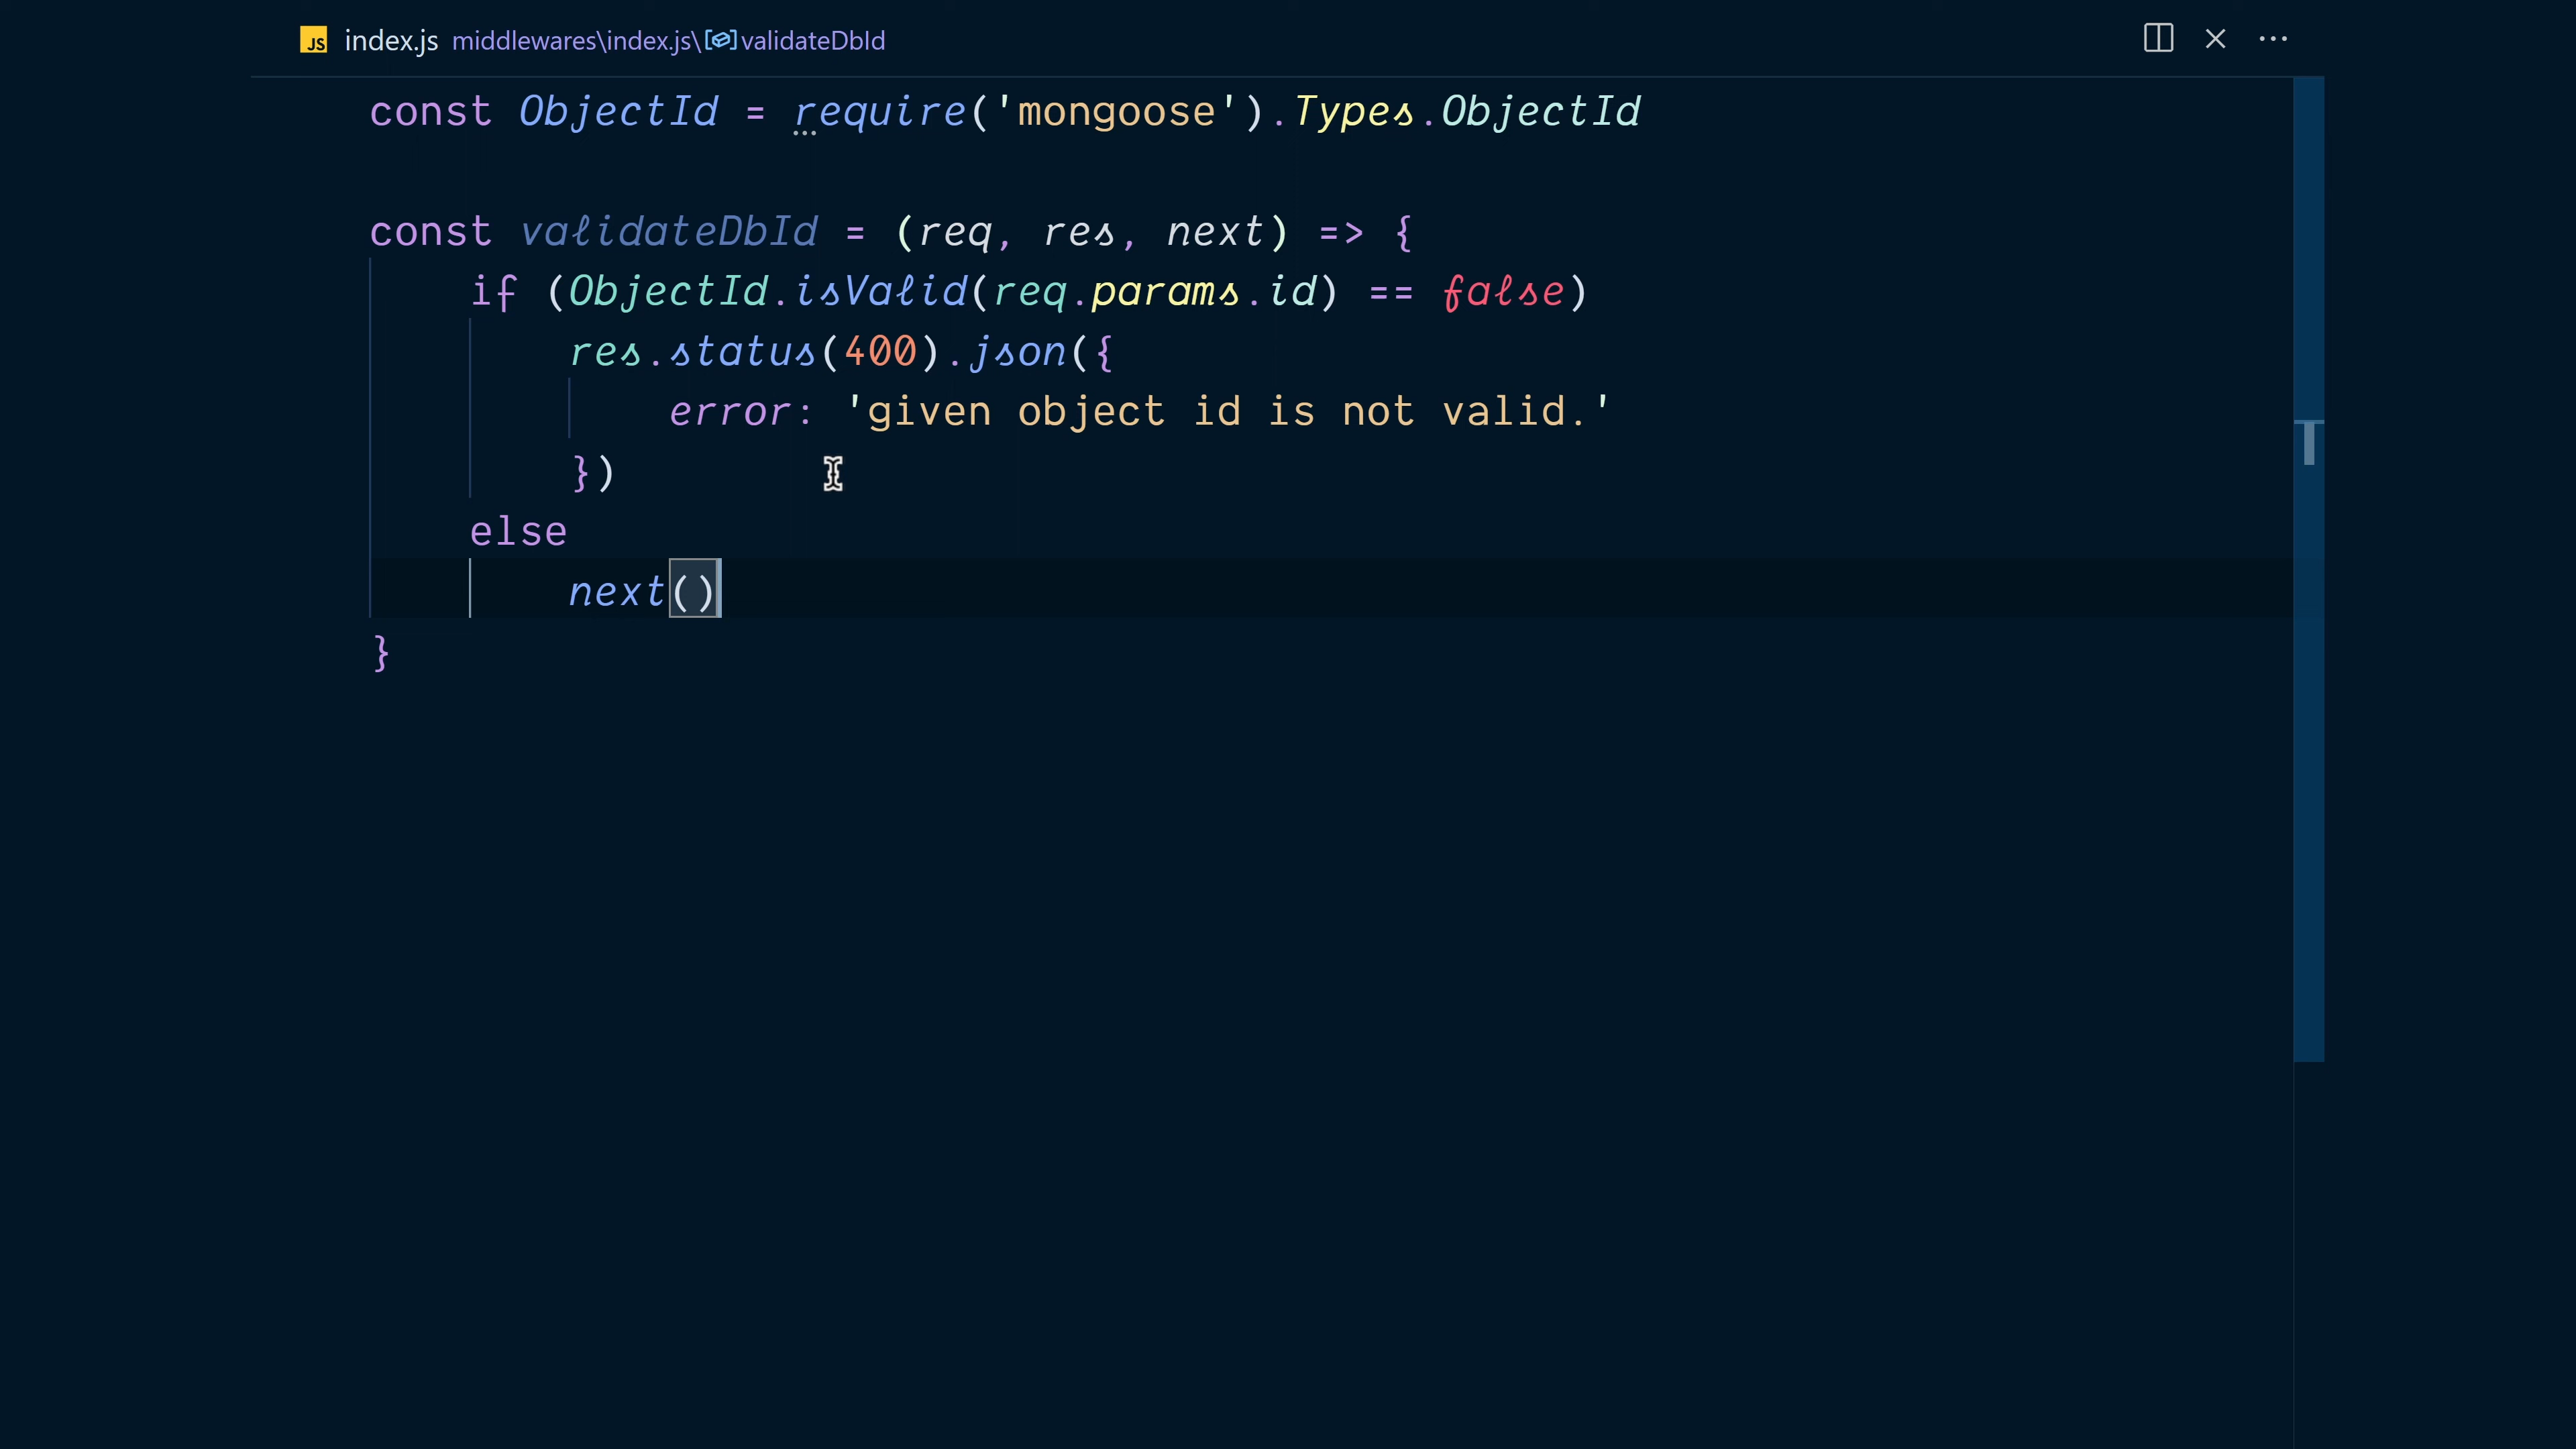 JS index.js middlewares\index.js\validateDbId
const ObjectId = require('mongoose').Types.ObjectId
const validateDbId = (req, res, next) => {
    if (ObjectId.isValid(req.params.id) == false)
        res.status(400).json({
            error: 'given object id is not valid.'
        })
    else
        next()
}